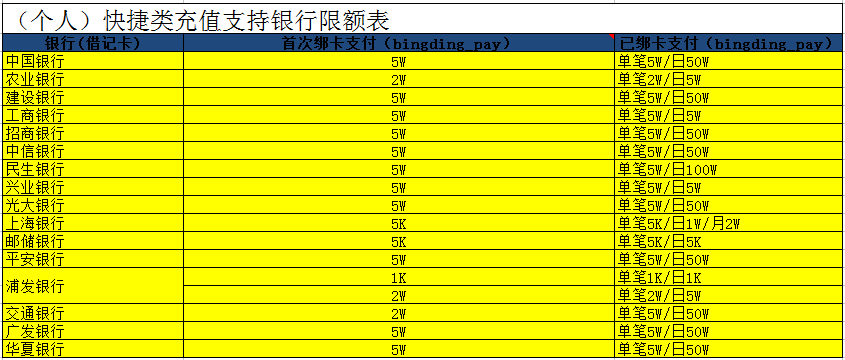 （个人）快捷类充值支持银行限额表
银行(借记卡) 首次绑卡支付（bingding_pay） 已绑卡支付（bingding_pay）
中国银行 5W 单笔5W/日50W
农业银行 2W 单笔2W/日5W
建设银行 5W 单笔5W/日50W
工商银行 5W 单笔5W/日5W
招商银行 5W 单笔5W/日50W
中信银行 5W 单笔5W/日50W
民生银行 5W 单笔5W/日100W
兴业银行 5W 单笔5W/日5W
光大银行 5W 单笔5W/日50W
上海银行 5K 单笔5K/日1W/月2W
邮储银行 5K 单笔5K/日5K
平安银行 5W 单笔5W/日50W
浦发银行 1K 单笔1K/日1K
2W 单笔2W/日5W
交通银行 2W 单笔5W/日50W
广发银行 5W 单笔5W/日50W
华夏银行 5W 单笔5W/日50W